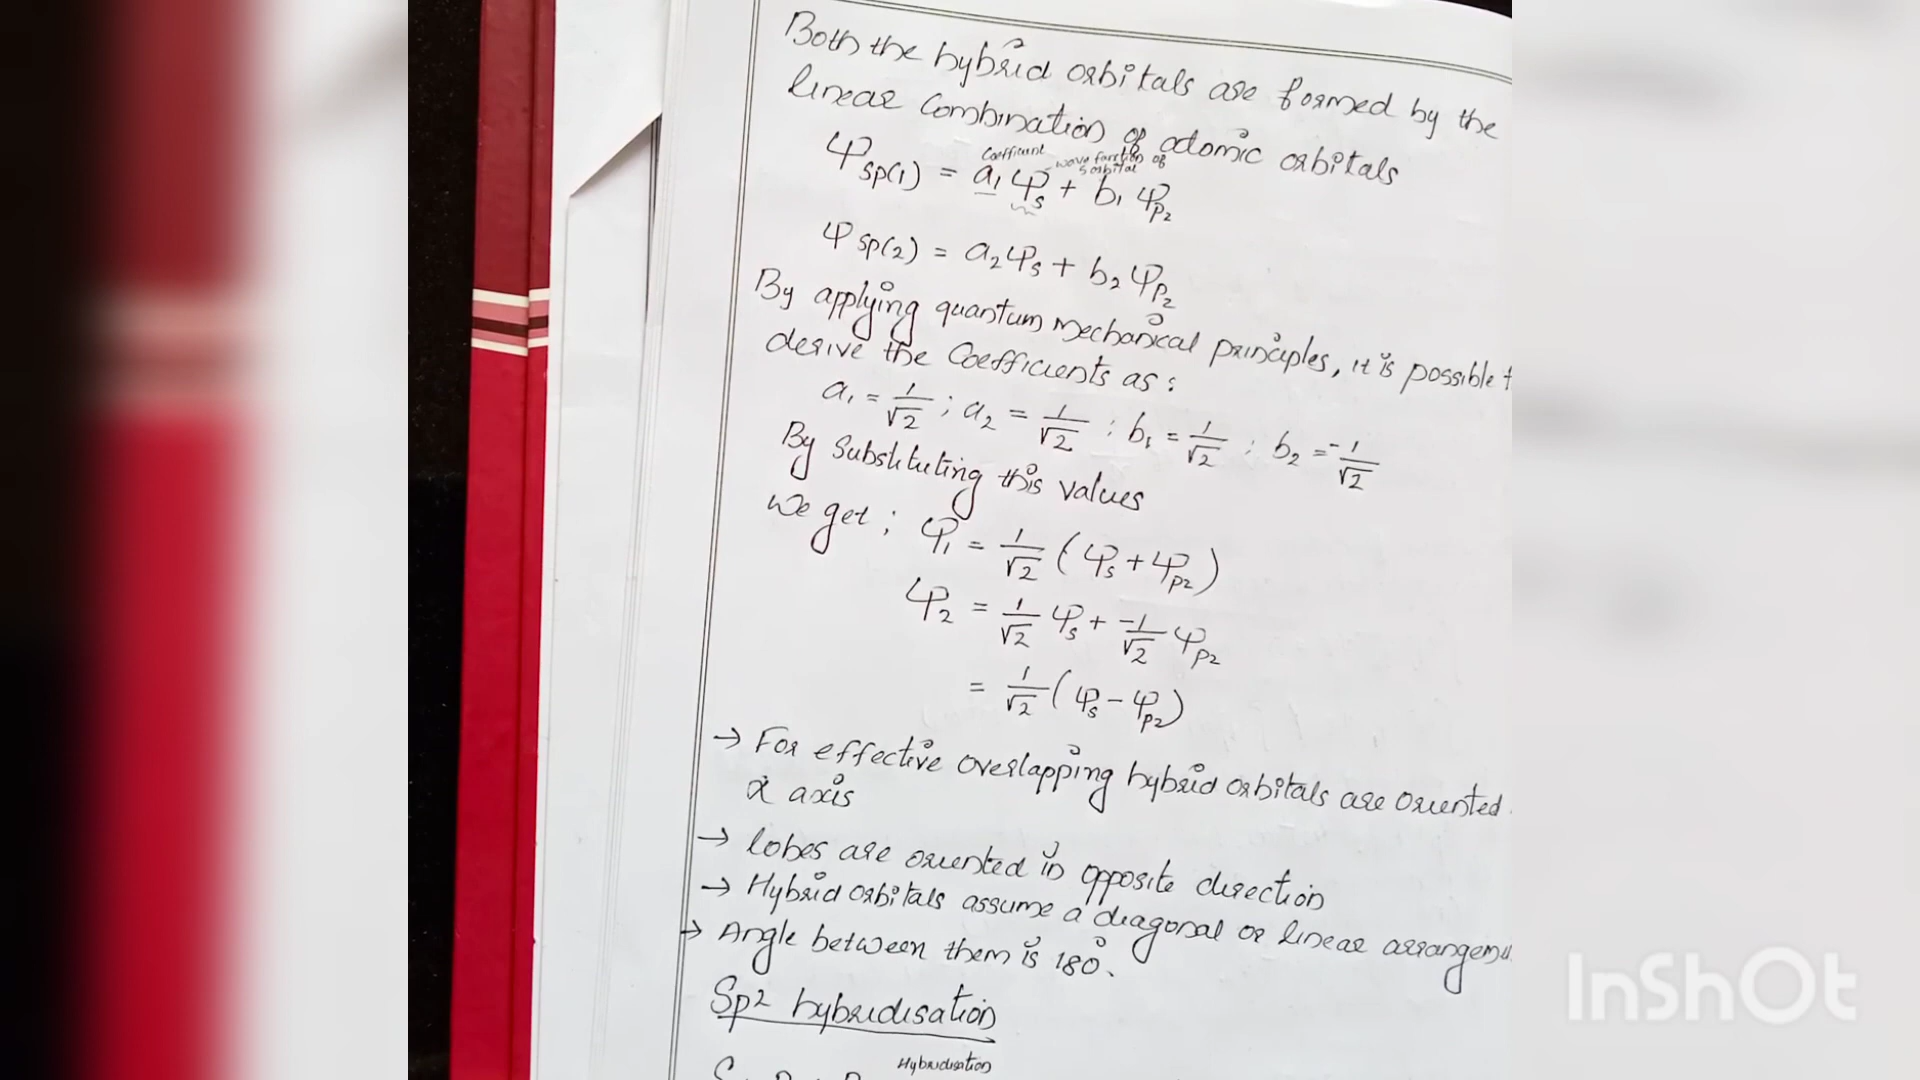 Both the hybrid orbitals are formed by the
linear combination of atomic orbitals
Coefficient wave function of
s orbital
Ψsp(1) = a₁Ψs + b₁Ψp₂
Ψsp(2) = a₂Ψs + b₂Ψp₂
By applying quantum mechanical principles, it is possible t
derive the Coefficients as:
a₁ = 1/√2 ; a₂ = 1/√2 : b₁ = 1/√2 ; b₂ = -1/√2
By Substituting this values
We get ; Ψ₁ = 1/√2 (Ψs + Ψp₂)
Ψ₂ = 1/√2 Ψs + -1/√2 Ψp₂
= 1/√2 (Ψs - Ψp₂)
→ For effective overlapping hybrid orbitals are oriented
axis
→ lobes are oriented in opposite direction
→ Hybrid orbitals assume a diagonal or linear arrangem
→ Angle between them is 180°.
Sp² hybridisation
Hybridisation
InShOt